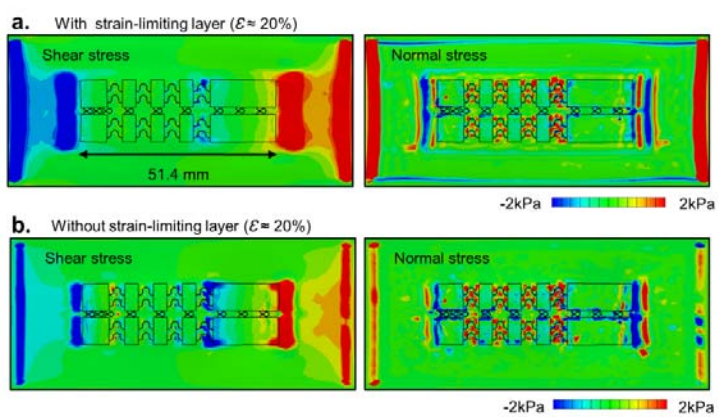 a. With strain-limiting layer (ℰ≈ 20%)
Shear stress
Normal stress
51.4 mm
-2kPa 2kPa
b. Without strain-limiting layer (ℰ≈ 20%)
Shear stress
Normal stress
-2kPa 2kPa